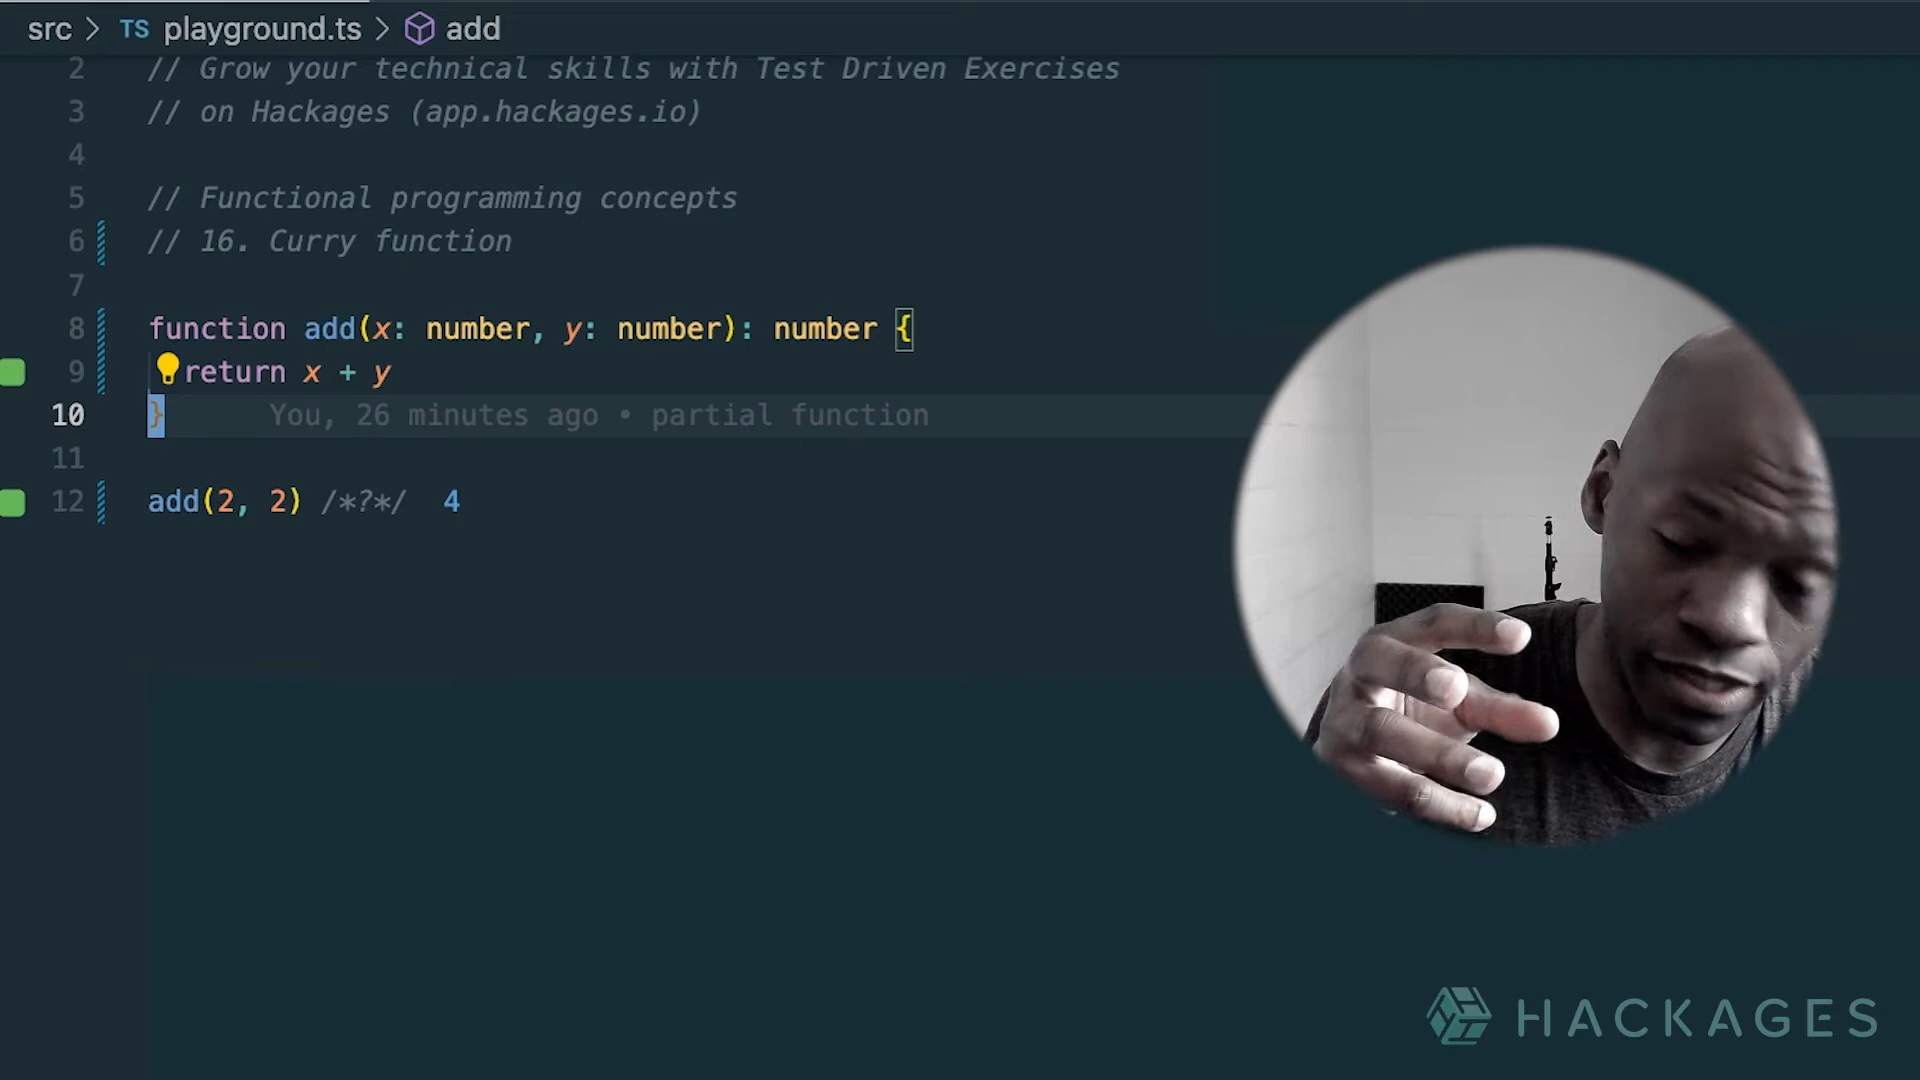 src > TS playground.ts > add
2 // Grow your technical skills with Test Driven Exercises
3 // on Hackages (app.hackages.io)
4
5 // Functional programming concepts
6 // 16. Curry function
7
8 function add(x: number, y: number): number {
9 return x + y
10 } You, 26 minutes ago • partial function
11
12 add(2, 2) /*?*/ 4
HACKAGES